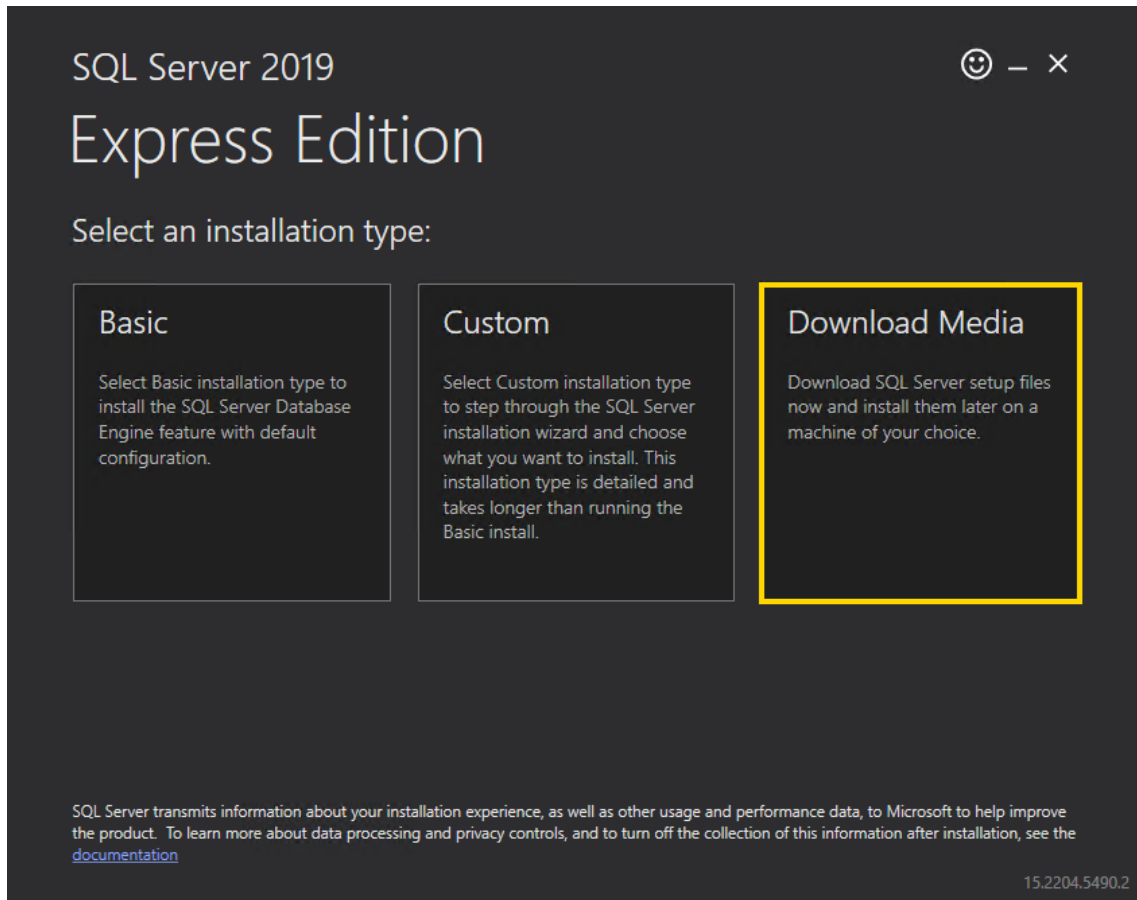 SQL Server 2019
Express Edition
Select an installation type:
Basic
Select Basic installation type to
install the SQL Server Database
Engine feature with default
configuration.
Custom
Select Custom installation type
to step through the SQL Server
installation wizard and choose
what you want to install. This
installation type is detailed and
takes longer than running the
Basic install.
Download Media
Download SQL Server setup files
now and install them later on a
machine of your choice.
SQL Server transmits information about your installation experience, as well as other usage and performance data, to Microsoft to help improve
the product.  To learn more about data processing and privacy controls, and to turn off the collection of this information after installation, see the
documentation
15.2204.5490.2